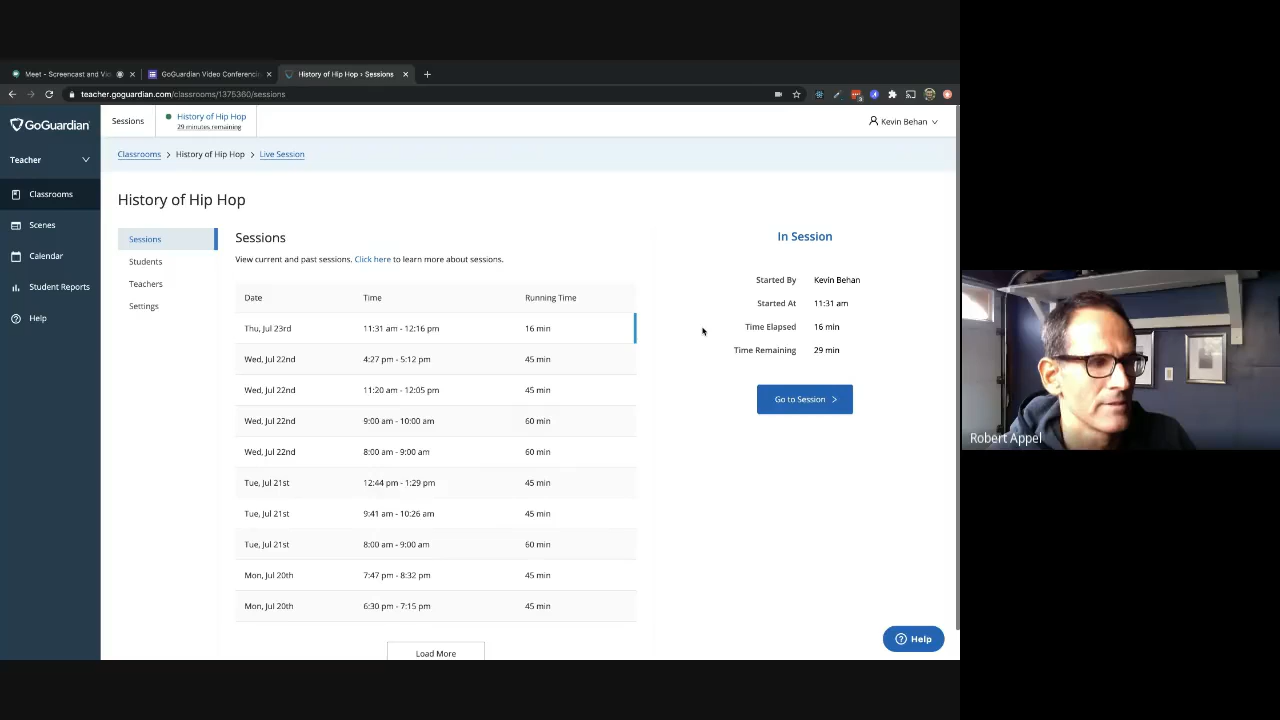 Meet - Screencast and Vi
GoGuardian Video Conferenci
History of Hip Hop › Sessions
teacher.goguardian.com/classrooms/1375360/sessions
GoGuardian
Sessions
History of Hip Hop
29 minutes remaining
Kevin Behan
Teacher
Classrooms > History of Hip Hop > Live Session
Classrooms
Scenes
Calendar
Student Reports
Help
History of Hip Hop
Sessions
Students
Teachers
Settings
Sessions
View current and past sessions. Click here to learn more about sessions.
Date Time Running Time
Thu, Jul 23rd 11:31 am - 12:16 pm 16 min
Wed, Jul 22nd 4:27 pm - 5:12 pm 45 min
Wed, Jul 22nd 11:20 am - 12:05 pm 45 min
Wed, Jul 22nd 9:00 am - 10:00 am 60 min
Wed, Jul 22nd 8:00 am - 9:00 am 60 min
Tue, Jul 21st 12:44 pm - 1:29 pm 45 min
Tue, Jul 21st 9:41 am - 10:26 am 45 min
Tue, Jul 21st 8:00 am - 9:00 am 60 min
Mon, Jul 20th 7:47 pm - 8:32 pm 45 min
Mon, Jul 20th 6:30 pm - 7:15 pm 45 min
Load More
In Session
Started By Kevin Behan
Started At 11:31 am
Time Elapsed 16 min
Time Remaining 29 min
Go to Session >
Help
Robert Appel